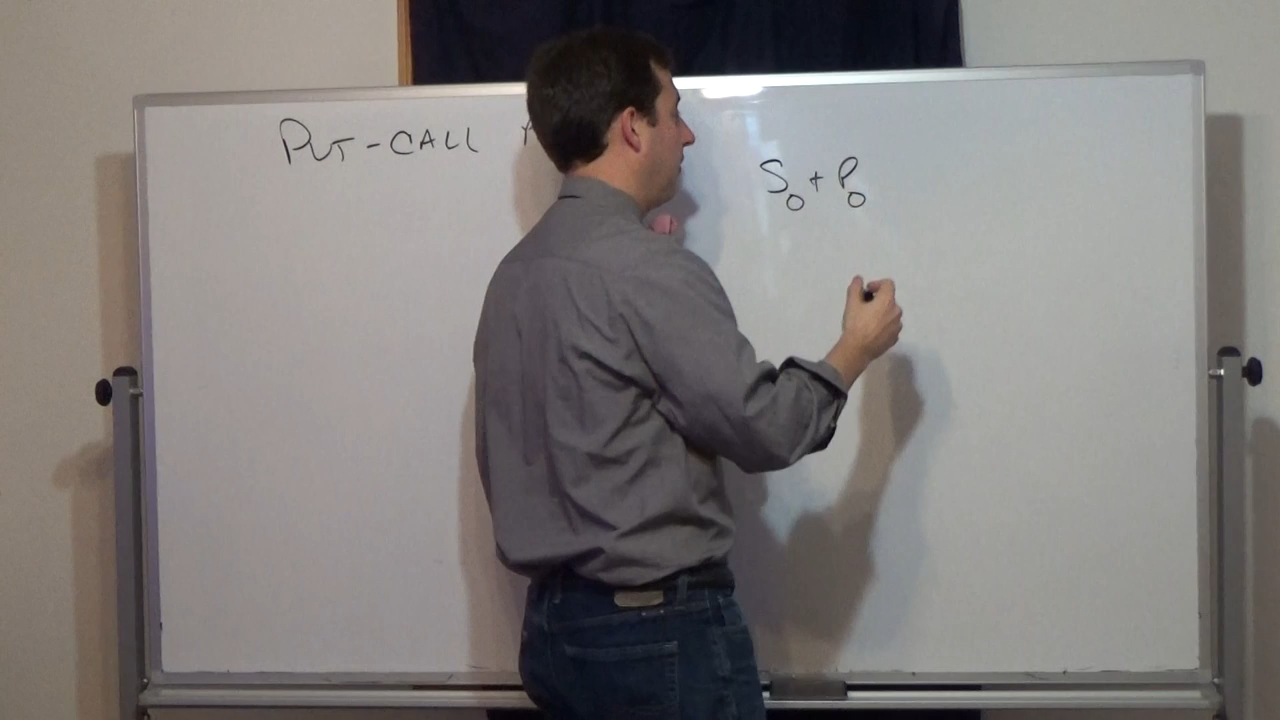 PUT-CALL
S₀ + P₀